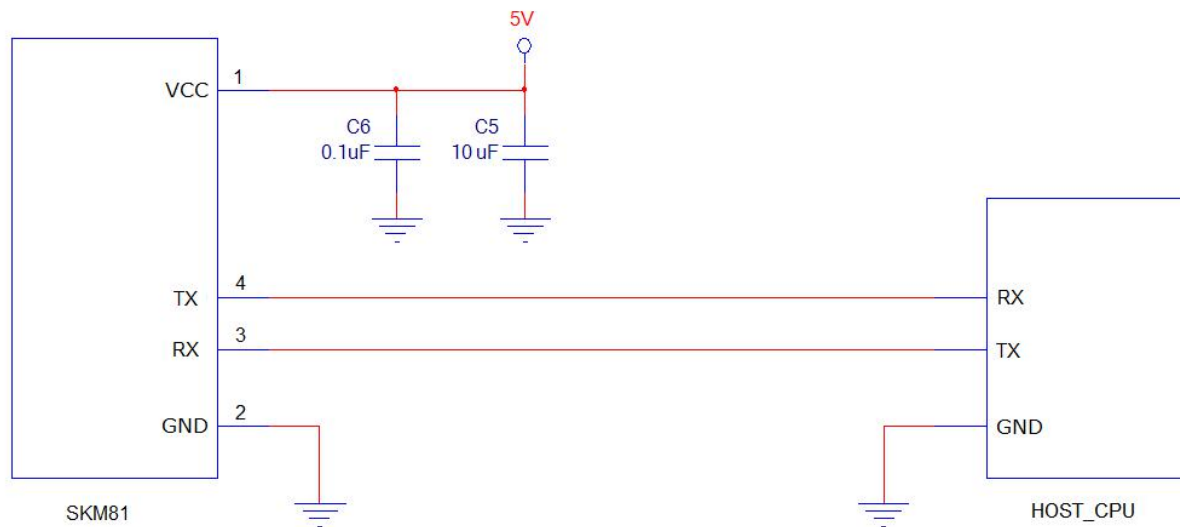 5V
VCC
1
C6
0.1uF
C5
10 uF
TX
4
RX
RX
3
TX
GND
2
GND
SKM81
HOST_CPU